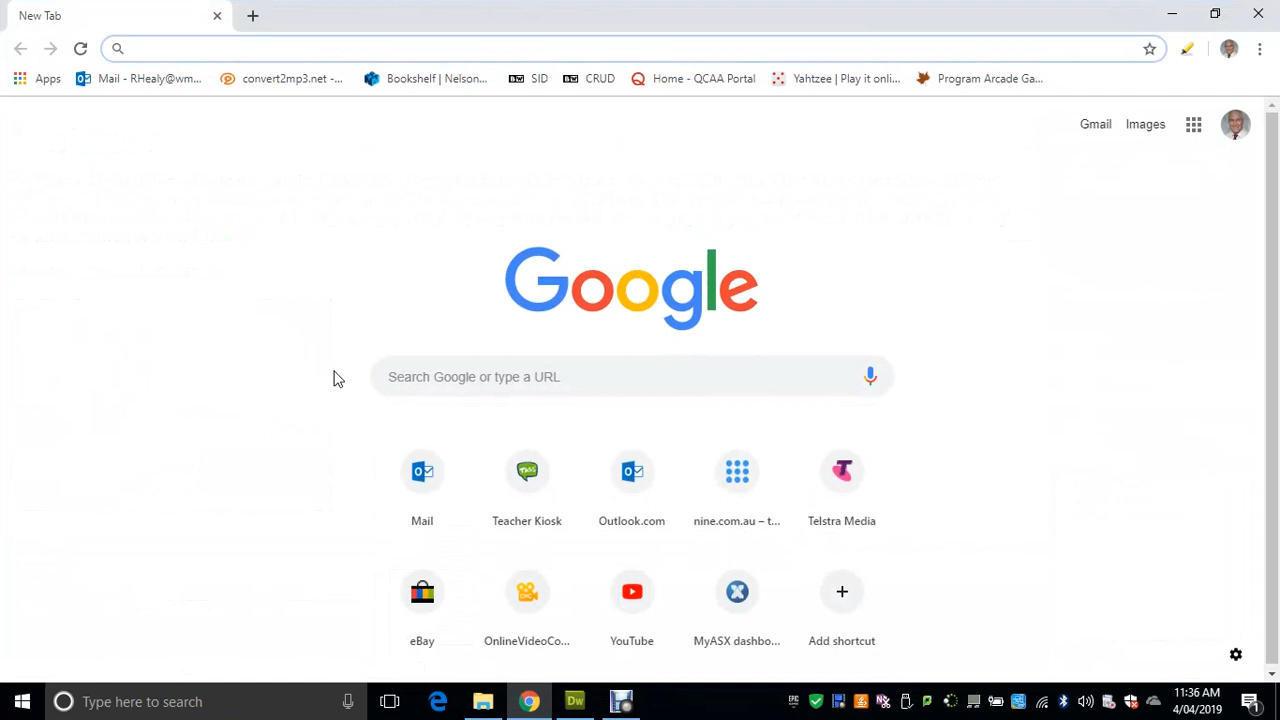 New Tab
Apps
Mail - RHealy@wm...
convert2mp3.net -...
Bookshelf | Nelson...
SID
CRUD
Home - QCAA Portal
Yahtzee | Play it onli...
Program Arcade Ga...
Gmail
Images
Google
Search Google or type a URL
Mail
Teacher Kiosk
Outlook.com
nine.com.au – t...
Telstra Media
eBay
OnlineVideoCo...
YouTube
MyASX dashbo...
Add shortcut
Type here to search
Dw
11:36 AM
4/04/2019